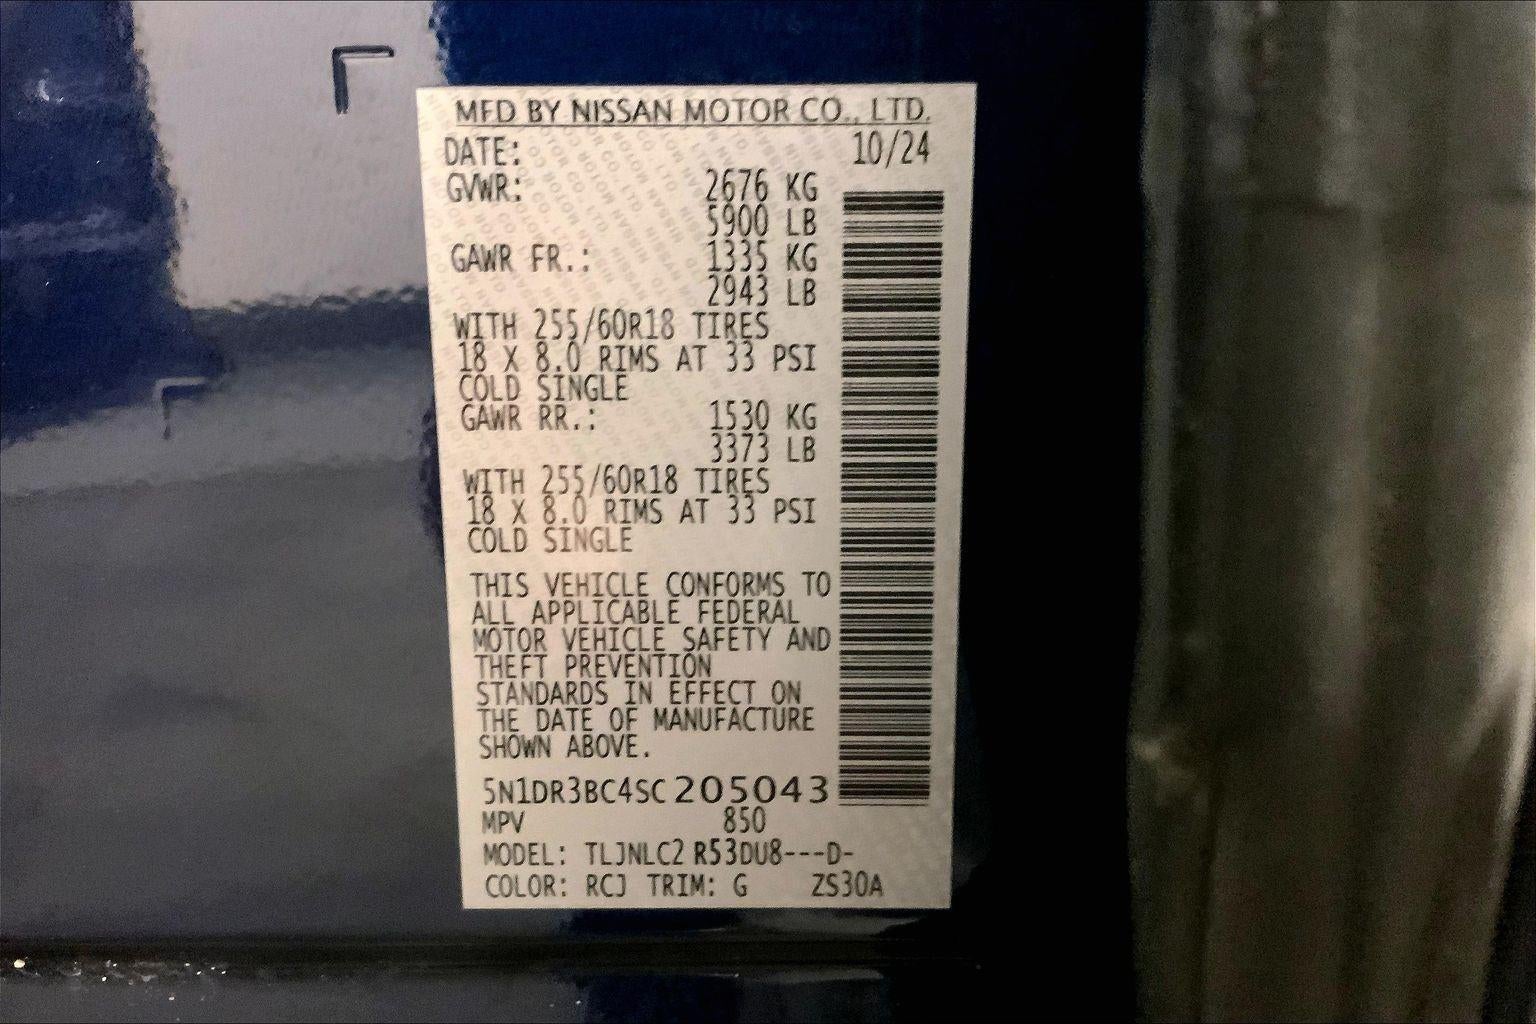 MFD BY NISSAN MOTOR CO., LTD.
DATE: 10/24
GVWR: 2676 KG
5900 LB
GAWR FR.: 1335 KG
2943 LB
WITH 255/60R18 TIRES
18 X 8.0 RIMS AT 33 PSI
COLD SINGLE
GAWR RR.: 1530 KG
3373 LB
WITH 255/60R18 TIRES
18 X 8.0 RIMS AT 33 PSI
COLD SINGLE
THIS VEHICLE CONFORMS TO
ALL APPLICABLE FEDERAL
MOTOR VEHICLE SAFETY AND
THEFT PREVENTION
STANDARDS IN EFFECT ON
THE DATE OF MANUFACTURE
SHOWN ABOVE.
5N1DR3BC4SC205043
MPV 850
MODEL: TLJNLC2 R53DU8---D-
COLOR: RCJ TRIM: G ZS30A